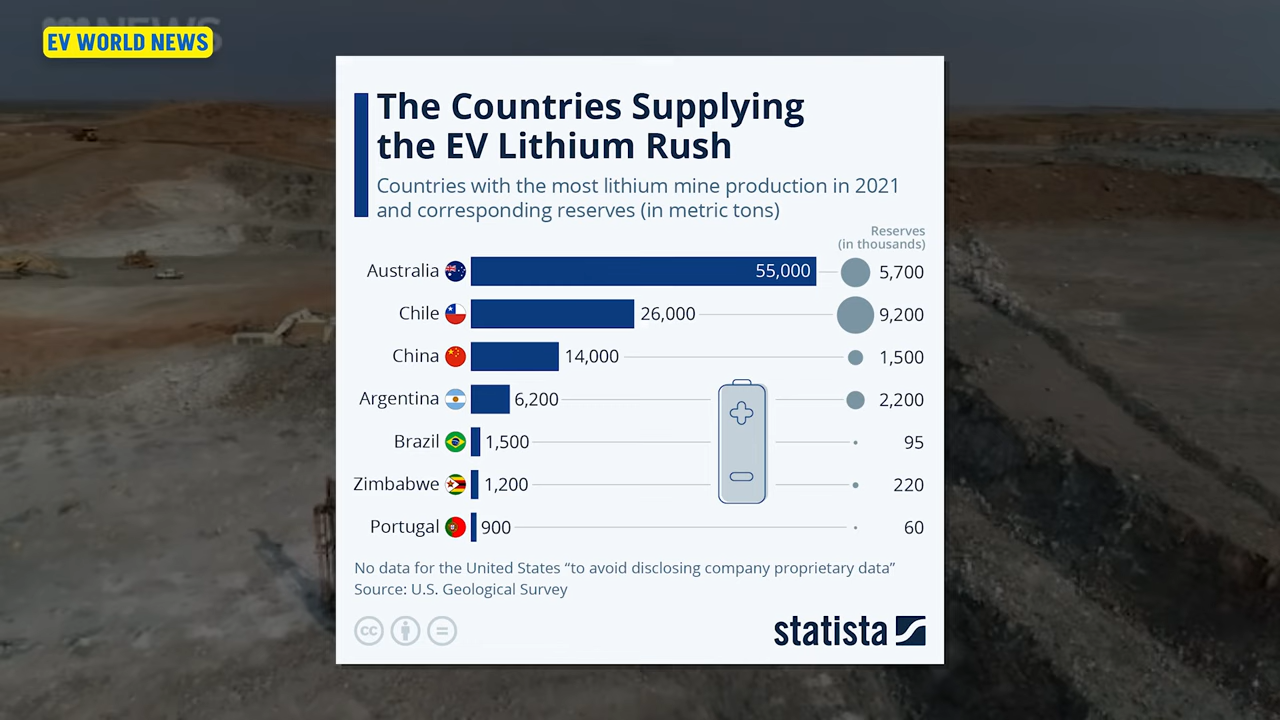 NEWS
EV WORLD NEWS
The Countries Supplying
the EV Lithium Rush
Countries with the most lithium mine production in 2021
and corresponding reserves (in metric tons)
Reserves
(in thousands)
Australia 55,000 5,700
Chile 26,000 9,200
China 14,000 1,500
Argentina 6,200 2,200
Brazil 1,500 95
Zimbabwe 1,200 220
Portugal 900 60
No data for the United States “to avoid disclosing company proprietary data”
Source: U.S. Geological Survey
cc
statista